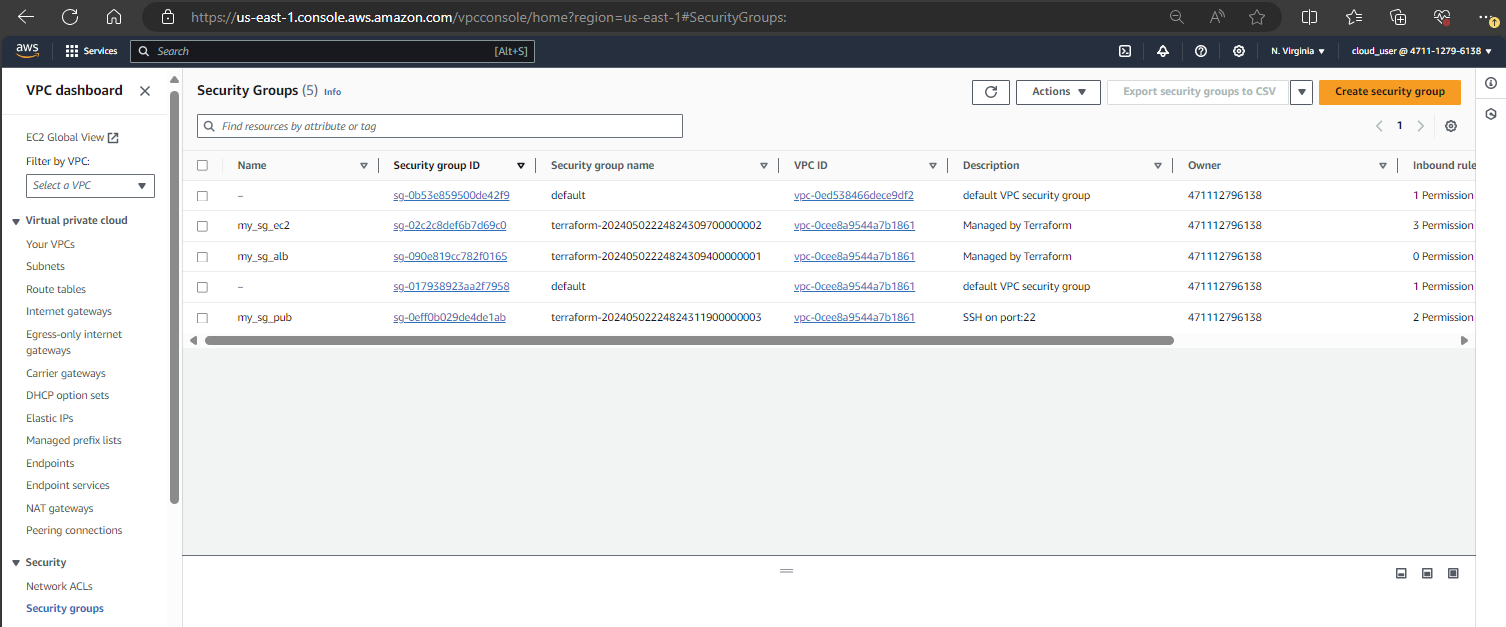 https://us-east-1.console.aws.amazon.com/vpcconsole/home?region=us-east-1#SecurityGroups:
aws Services Search [Alt+S] N. Virginia cloud_user @ 4711-1279-6138
VPC dashboard
EC2 Global View
Filter by VPC:
Select a VPC
Virtual private cloud
Your VPCs
Subnets
Route tables
Internet gateways
Egress-only internet
gateways
Carrier gateways
DHCP option sets
Elastic IPs
Managed prefix lists
Endpoints
Endpoint services
NAT gateways
Peering connections
Security
Network ACLs
Security groups
Security Groups (5) Info
Actions Export security groups to CSV Create security group
Find resources by attribute or tag
1
Name Security group ID Security group name VPC ID Description Owner Inbound rule
– sg-0b53e859500de42f9 default vpc-0ed538466dece9df2 default VPC security group 471112796138 1 Permission
my_sg_ec2 sg-02c2c8def6b7d69c0 terraform-20240502224824309700000002 vpc-0cee8a9544a7b1861 Managed by Terraform 471112796138 3 Permission
my_sg_alb sg-090e819cc782f0165 terraform-20240502224824309400000001 vpc-0cee8a9544a7b1861 Managed by Terraform 471112796138 0 Permission
– sg-017938923aa2f7958 default vpc-0cee8a9544a7b1861 default VPC security group 471112796138 1 Permission
my_sg_pub sg-0eff0b029de4de1ab terraform-20240502224824311900000003 vpc-0cee8a9544a7b1861 SSH on port:22 471112796138 2 Permission